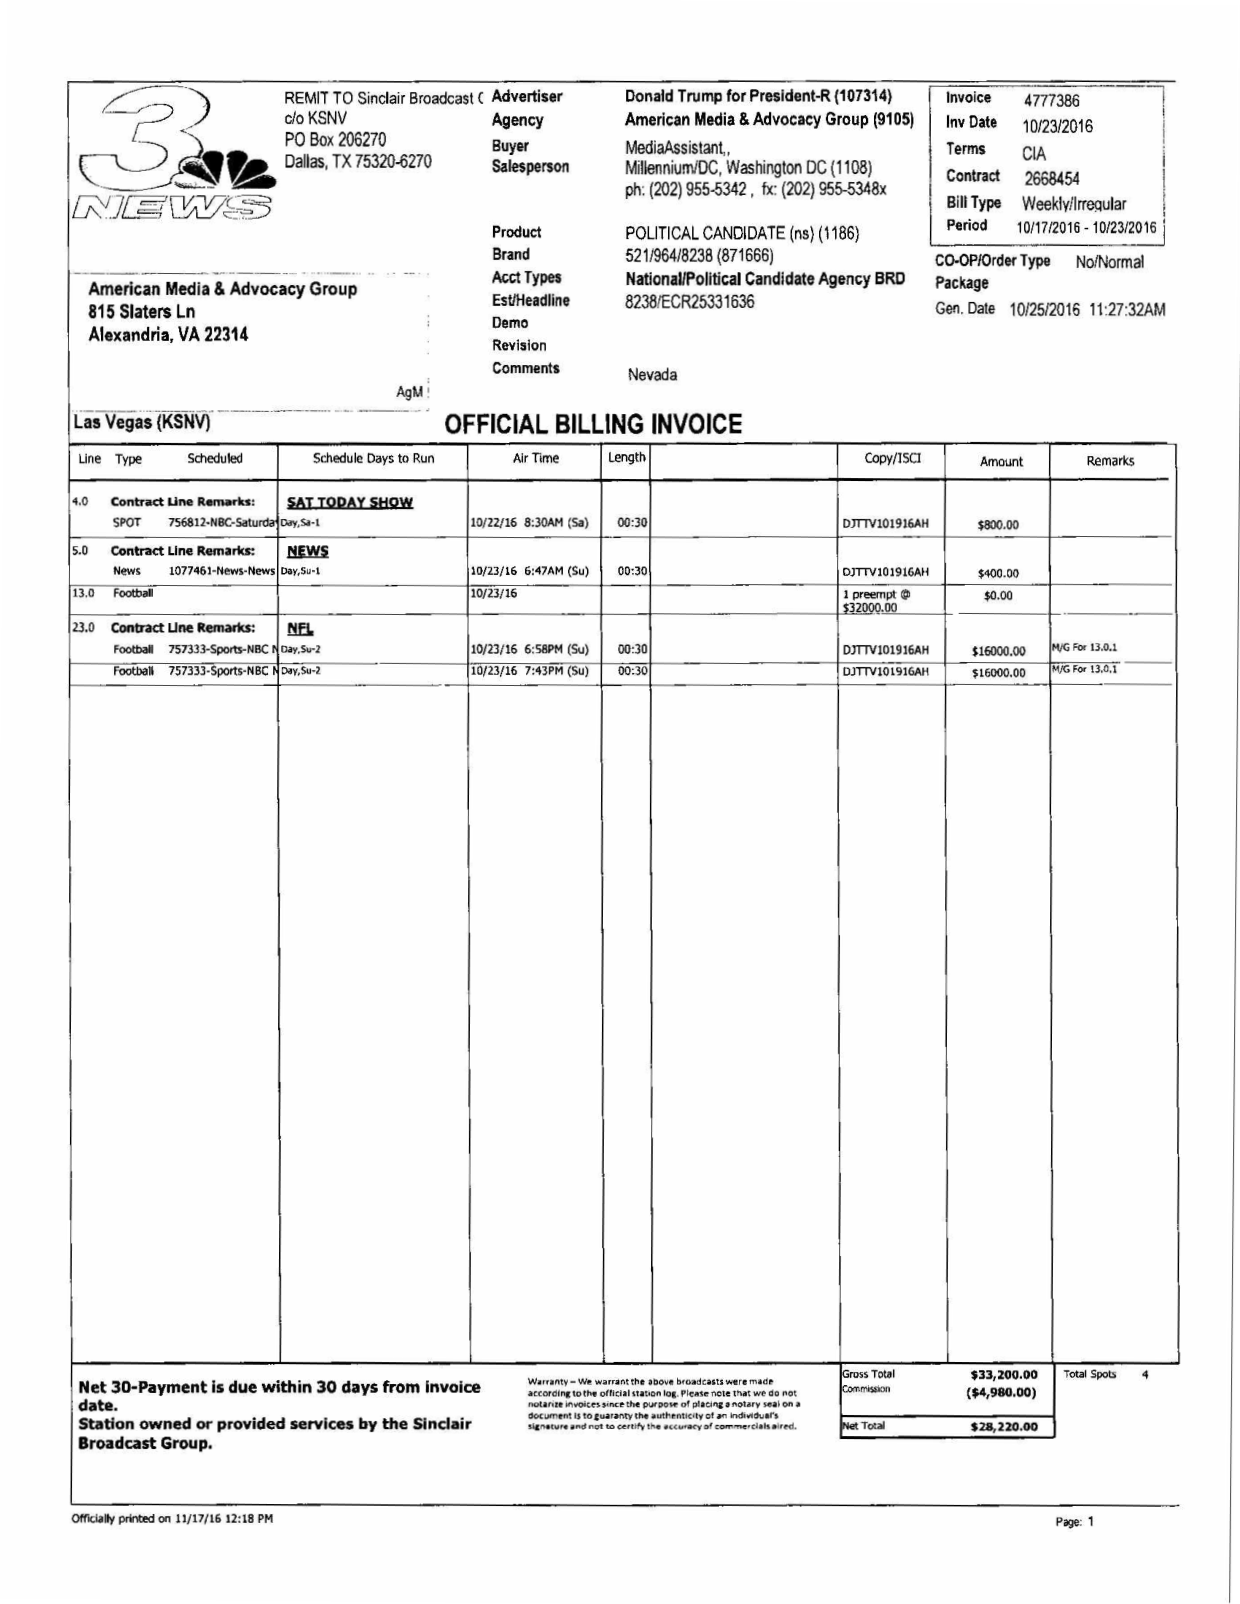 3
NEWS
REMIT TO Sinclair Broadcast C
c/o KSNV
PO Box 206270
Dallas, TX 75320-6270
Advertiser Donald Trump for President-R (107314)
Agency American Media & Advocacy Group (9105)
Buyer MediaAssistant,,
Salesperson Millennium/DC, Washington DC (1108)
ph: (202) 955-5342 , fx: (202) 955-5348x
Product POLITICAL CANDIDATE (ns) (1186)
Brand 521/964/8238 (871666)
Acct Types National/Political Candidate Agency BRD
Est/Headline 8238/ECR25331636
Demo
Revision
Comments Nevada
Invoice 4777386
Inv Date 10/23/2016
Terms CIA
Contract 2668454
Bill Type Weekly/Irregular
Period 10/17/2016 - 10/23/2016
CO-OP/Order Type No/Normal
Package
Gen. Date 10/25/2016 11:27:32AM
American Media & Advocacy Group
815 Slaters Ln
Alexandria, VA 22314
AgM
Las Vegas (KSNV) OFFICIAL BILLING INVOICE
Line Type Scheduled Schedule Days to Run Air Time Length Copy/ISCI Amount Remarks
4.0 Contract Line Remarks: SAT TODAY SHOW
SPOT 756812-NBC-Saturda Day,Sa-1 10/22/16 8:30AM (Sa) 00:30 DJTTV101916AH $800.00
5.0 Contract Line Remarks: NEWS
News 1077461-News-News Day,Su-1 10/23/16 6:47AM (Su) 00:30 DJTTV101916AH $400.00
13.0 Football 10/23/16 1 preempt @ $0.00
$32000.00
23.0 Contract Line Remarks: NFL
Football 757333-Sports-NBC N Day,Su-2 10/23/16 6:58PM (Su) 00:30 DJTTV101916AH $16000.00 M/G For 13.0.1
Football 757333-Sports-NBC N Day,Su-2 10/23/16 7:43PM (Su) 00:30 DJTTV101916AH $16000.00 M/G For 13.0.1
Net 30-Payment is due within 30 days from invoice
date.
Station owned or provided services by the Sinclair
Broadcast Group.
Warranty – We warrant the above broadcasts were made
according to the official station log. Please note that we do not
notarize invoices since the purpose of placing a notary seal on a
document is to guaranty the authenticity of an individual's
signature and not to certify the accuracy of commercials aired.
Gross Total $33,200.00 Total Spots 4
Commission ($4,980.00)
Net Total $28,220.00
Officially printed on 11/17/16 12:18 PM
Page: 1